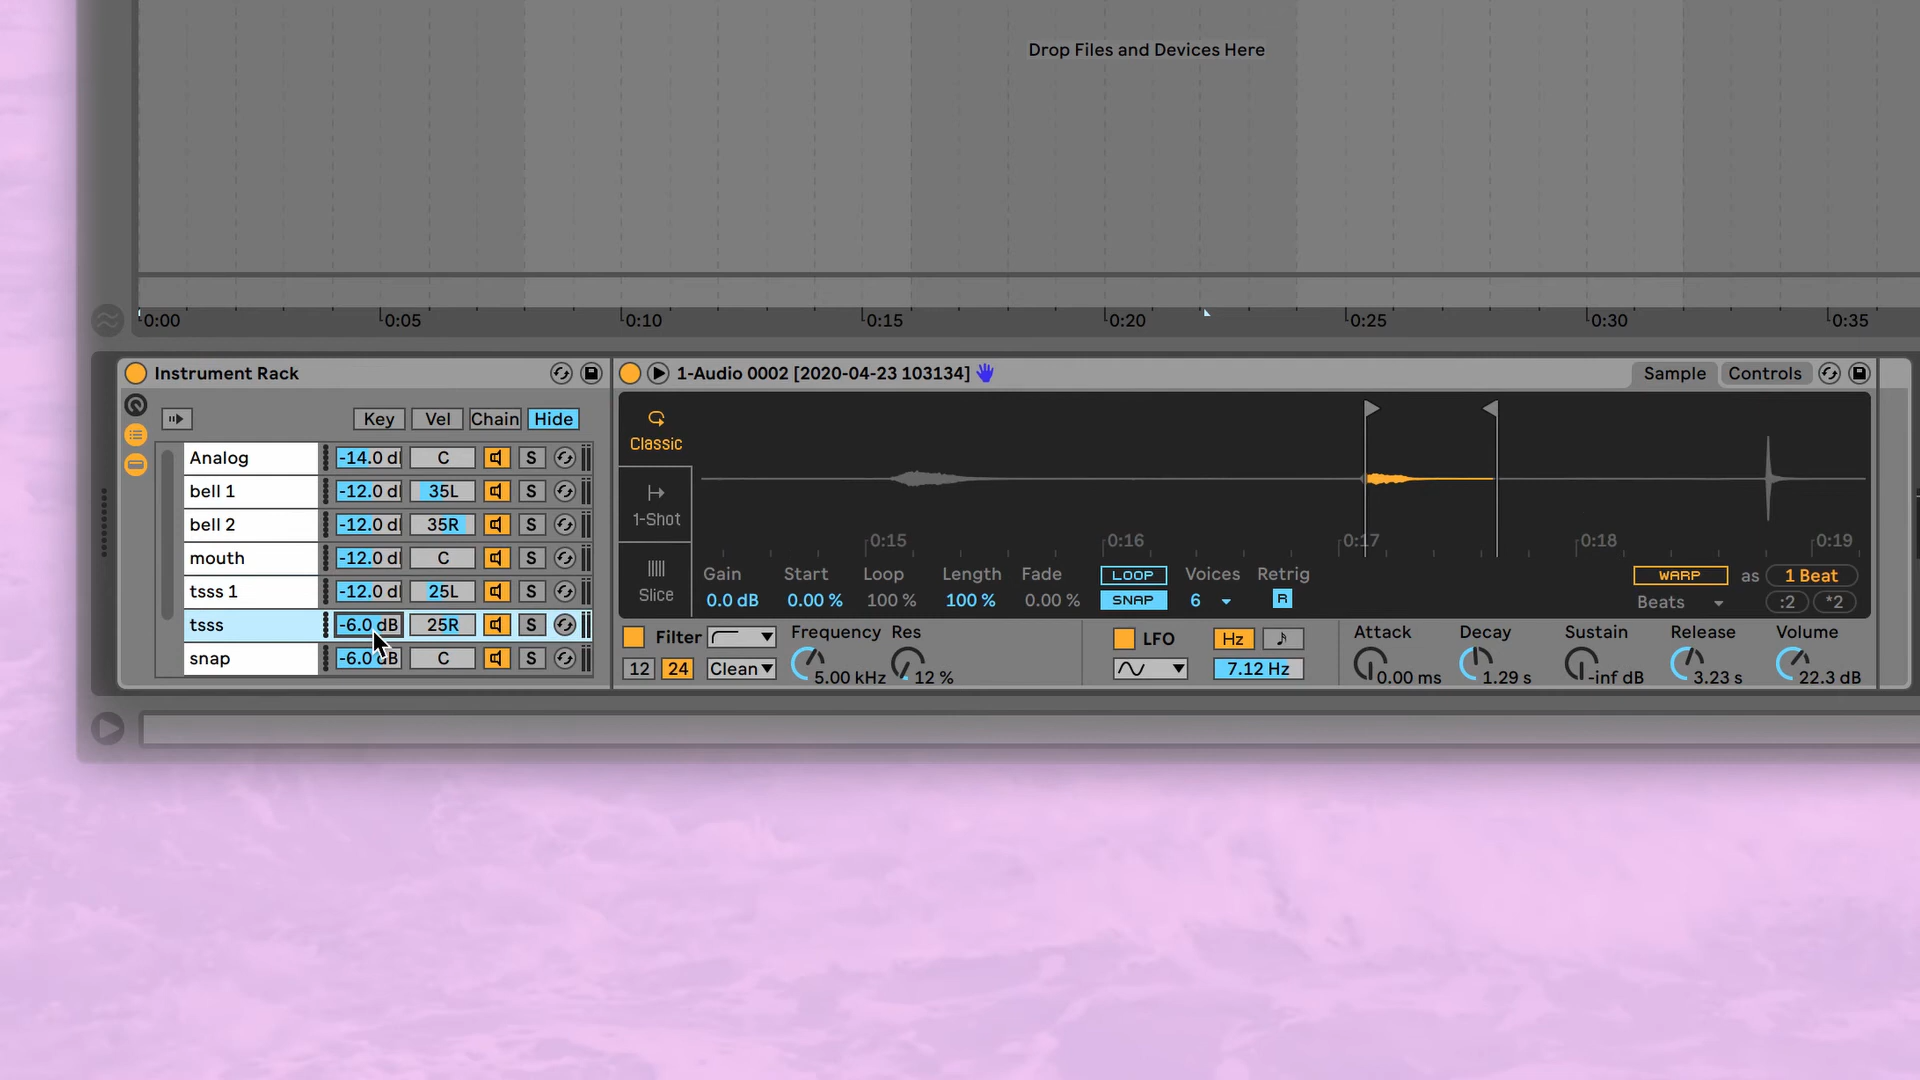 Drop Files and Devices Here
0:00 0:05 0:10 0:15 0:20 0:25 0:30 0:35
Instrument Rack
Key Vel Chain Hide
Analog -14.0 d C S
bell 1 -12.0 d 35L S
bell 2 -12.0 d 35R S
mouth -12.0 d C S
tsss 1 -12.0 d 25L S
tsss -6.0 dB 25R S
snap -6.0 dB C S
1-Audio 0002 [2020-04-23 103134] Sample Controls
Classic
1-Shot
Slice
0:15 0:16 0:17 0:18 0:19
Gain Start Loop Length Fade LOOP Voices Retrig WARP as 1 Beat
0.0 dB 0.00 % 100 % 100 % 0.00 % SNAP 6 R Beats :2 *2
Filter Frequency Res LFO Hz Attack Decay Sustain Release Volume
12 24 Clean 5.00 kHz 12 % 7.12 Hz 0.00 ms 1.29 s -inf dB 3.23 s 22.3 dB